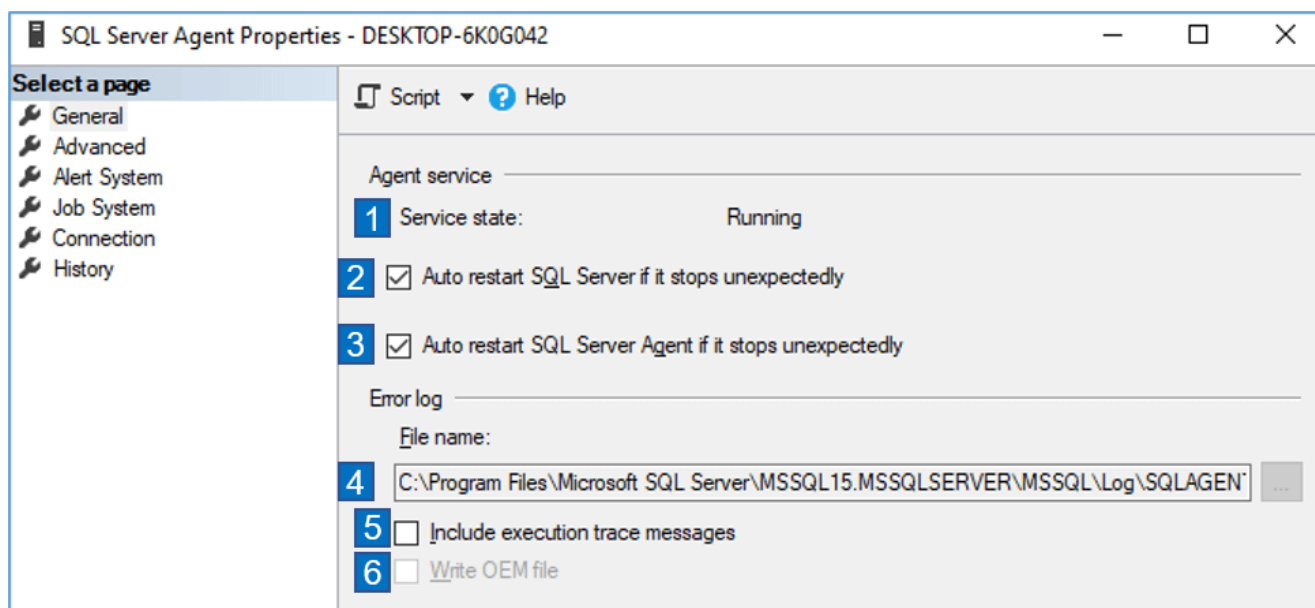 SQL Server Agent Properties - DESKTOP-6K0G042
Select a page
General
Advanced
Alert System
Job System
Connection
History
Script ? Help
Agent service
1 Service state: Running
2 Auto restart SQL Server if it stops unexpectedly
3 Auto restart SQL Server Agent if it stops unexpectedly
Error log
File name:
4 C:\Program Files\Microsoft SQL Server\MSSQL15.MSSQLSERVER\MSSQL\Log\SQLAGENT ...
5 Include execution trace messages
6 Write OEM file